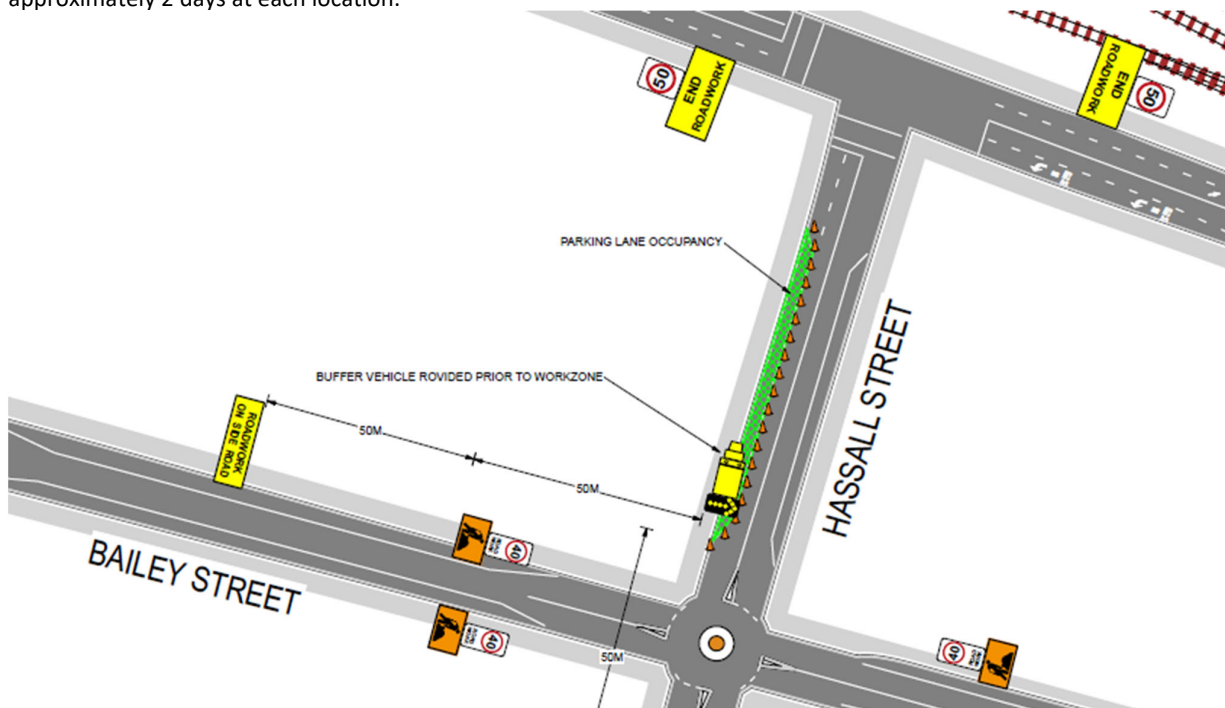 approximately 2 days at each location.
50
END
ROADWORK
END
ROADWORK
50
PARKING LANE OCCUPANCY
BUFFER VEHICLE ROVIDED PRIOR TO WORKZONE
ROADWORK
ON SIDE ROAD
50M
50M
HASSALL STREET
BAILEY STREET
40
40
50M
40